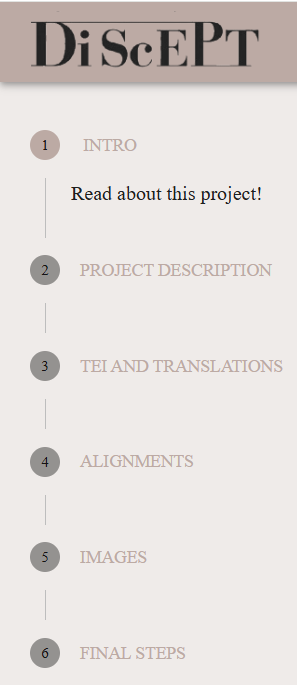 DiScEPT
1 INTRO
Read about this project!
2 PROJECT DESCRIPTION
3 TEI AND TRANSLATIONS
4 ALIGNMENTS
5 IMAGES
6 FINAL STEPS